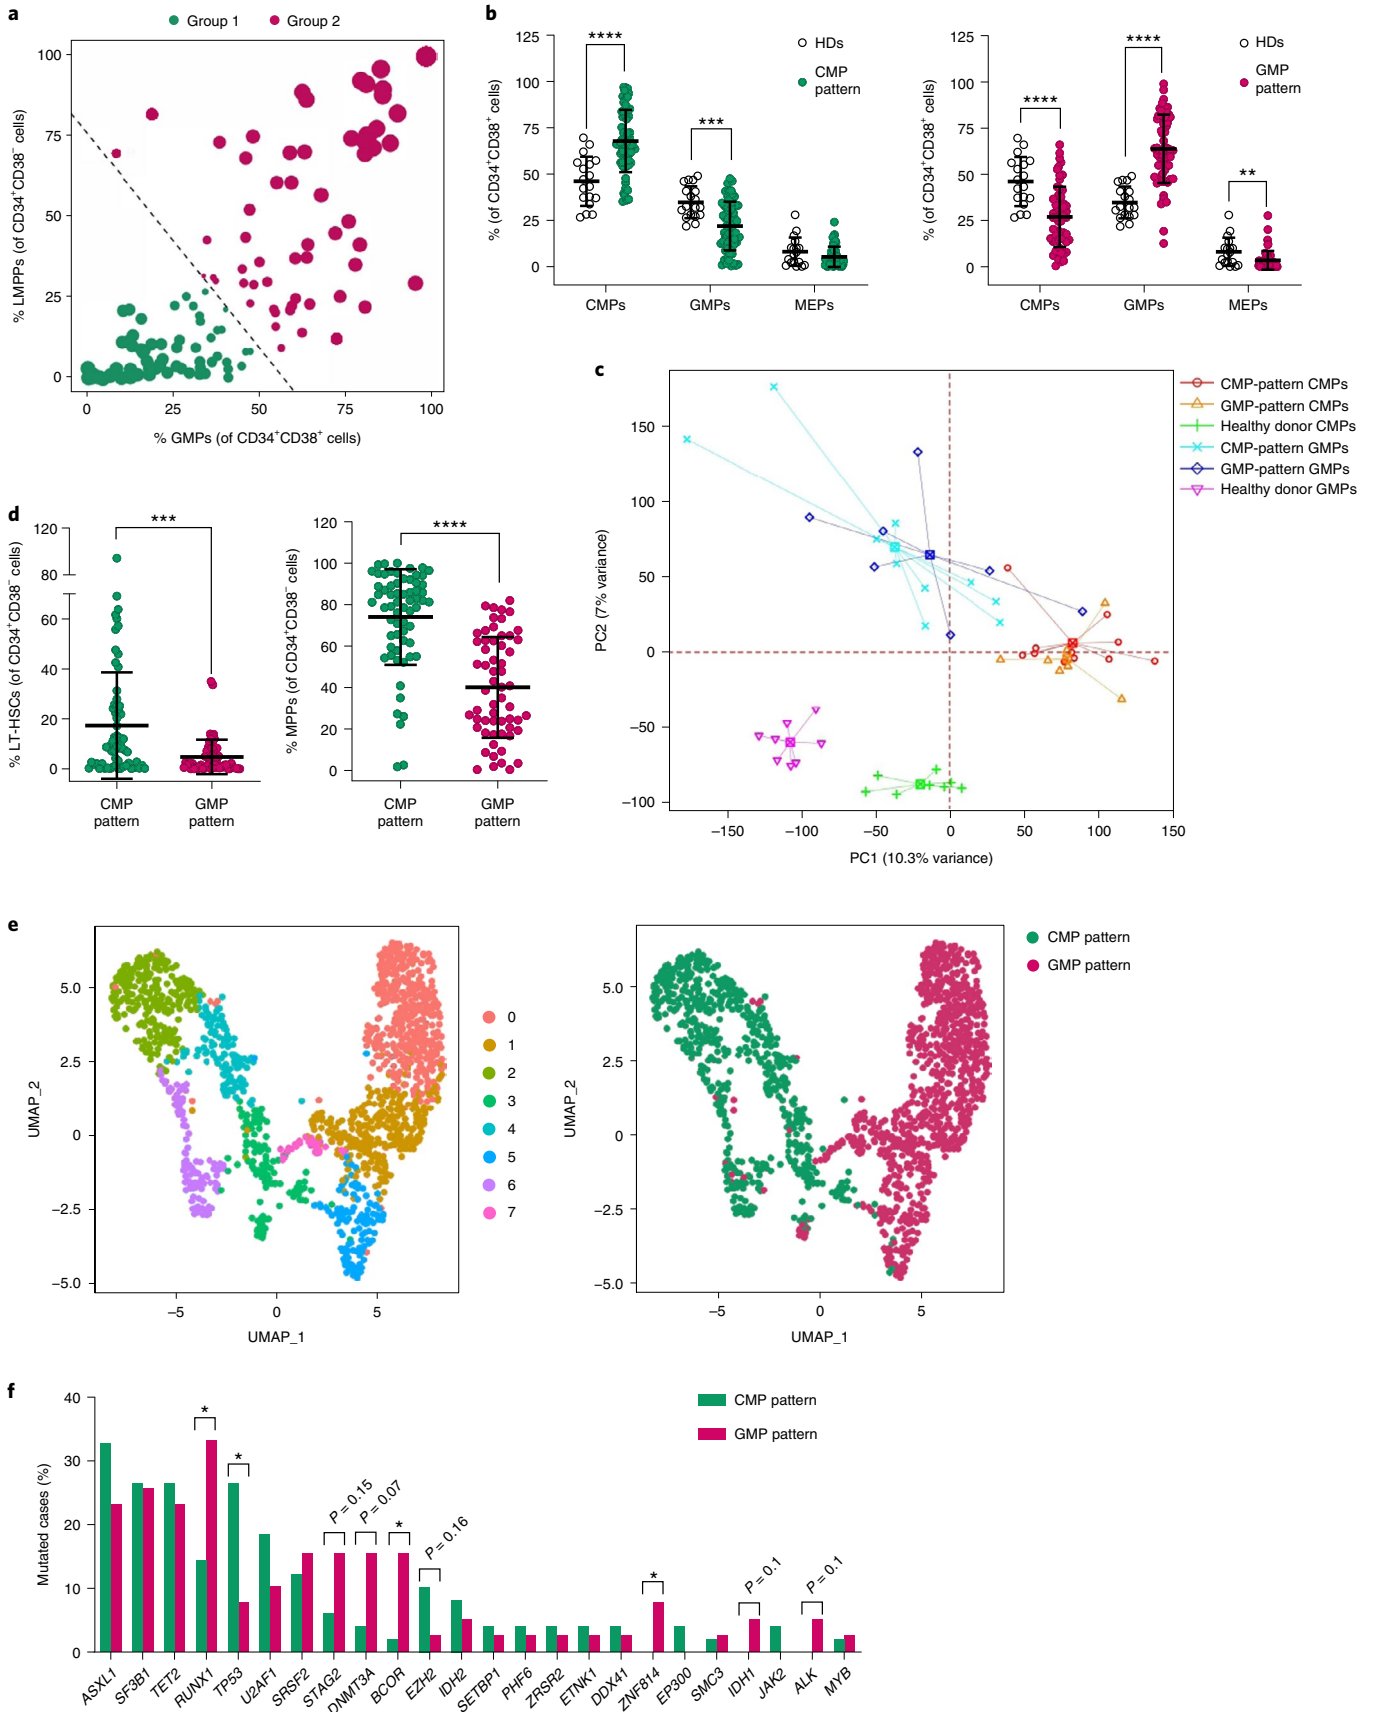 a
Group 1
Group 2
% LMPPs (of CD34+CD38− cells)
100
75
50
25
0
0
25
50
75
100
% GMPs (of CD34+CD38+ cells)
b
% (of CD34+CD38+ cells)
125
100
75
50
25
0
****
***
HDs
CMP
pattern
CMPs
GMPs
MEPs
% (of CD34+CD38+ cells)
125
100
75
50
25
0
****
****
**
HDs
GMP
pattern
CMPs
GMPs
MEPs
c
PC2 (7% variance)
150
100
50
0
−50
−100
−150
−100
−50
0
50
100
150
PC1 (10.3% variance)
CMP-pattern CMPs
GMP-pattern CMPs
Healthy donor CMPs
CMP-pattern GMPs
GMP-pattern GMPs
Healthy donor GMPs
d
% LT-HSCs (of CD34+CD38− cells)
120
80
60
40
20
0
***
CMP
pattern
GMP
pattern
% MPPs (of CD34+CD38− cells)
120
100
80
60
40
20
0
****
CMP
pattern
GMP
pattern
e
UMAP_2
5.0
2.5
0
−2.5
−5.0
−5
0
5
UMAP_1
0
1
2
3
4
5
6
7
UMAP_2
5.0
2.5
0
−2.5
−5.0
−5
0
5
UMAP_1
CMP pattern
GMP pattern
f
Mutated cases (%)
40
30
20
10
0
*
*
P = 0.15
P = 0.07
*
P = 0.16
*
P = 0.1
P = 0.1
CMP pattern
GMP pattern
ASXL1
SF3B1
TET2
RUNX1
TP53
U2AF1
SRSF2
STAG2
DNMT3A
BCOR
EZH2
IDH2
SETBP1
PHF6
ZRSR2
ETNK1
DDX41
ZNF814
EP300
SMC3
IDH1
JAK2
ALK
MYB